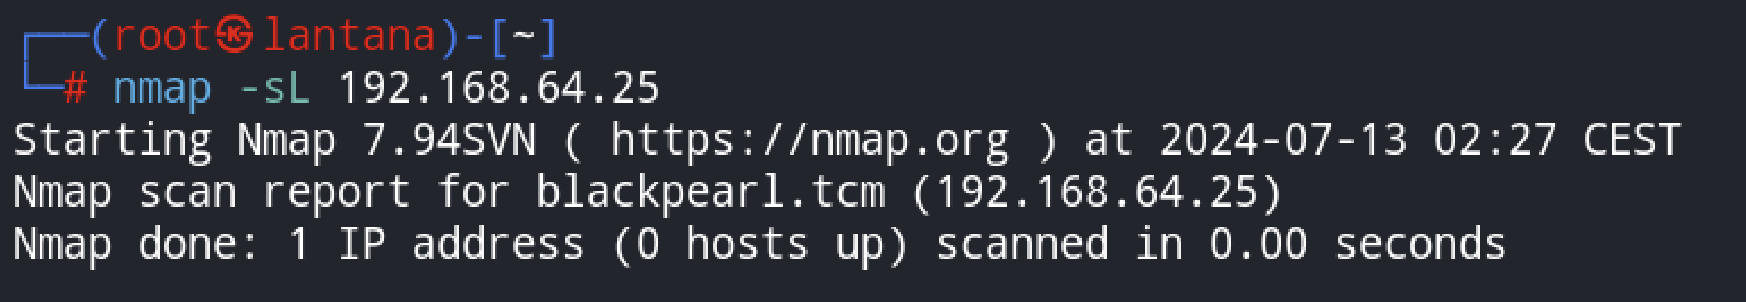 ┌──(root㉿lantana)-[~]
└─# nmap -sL 192.168.64.25
Starting Nmap 7.94SVN ( https://nmap.org ) at 2024-07-13 02:27 CEST
Nmap scan report for blackpearl.tcm (192.168.64.25)
Nmap done: 1 IP address (0 hosts up) scanned in 0.00 seconds